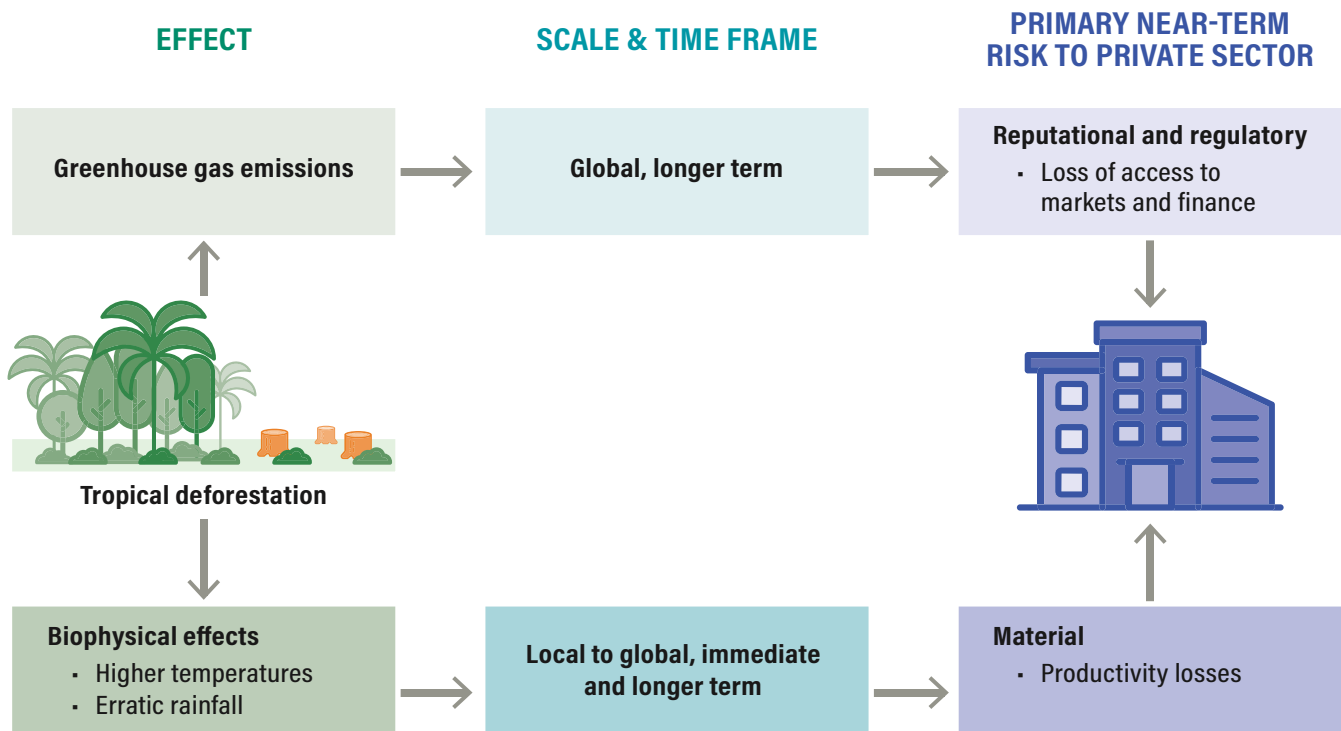 EFFECT
SCALE & TIME FRAME
PRIMARY NEAR-TERM
RISK TO PRIVATE SECTOR
Greenhouse gas emissions
Global, longer term
Reputational and regulatory
▪ Loss of access to
markets and finance
Tropical deforestation
Biophysical effects
▪ Higher temperatures
▪ Erratic rainfall
Local to global, immediate
and longer term
Material
▪ Productivity losses